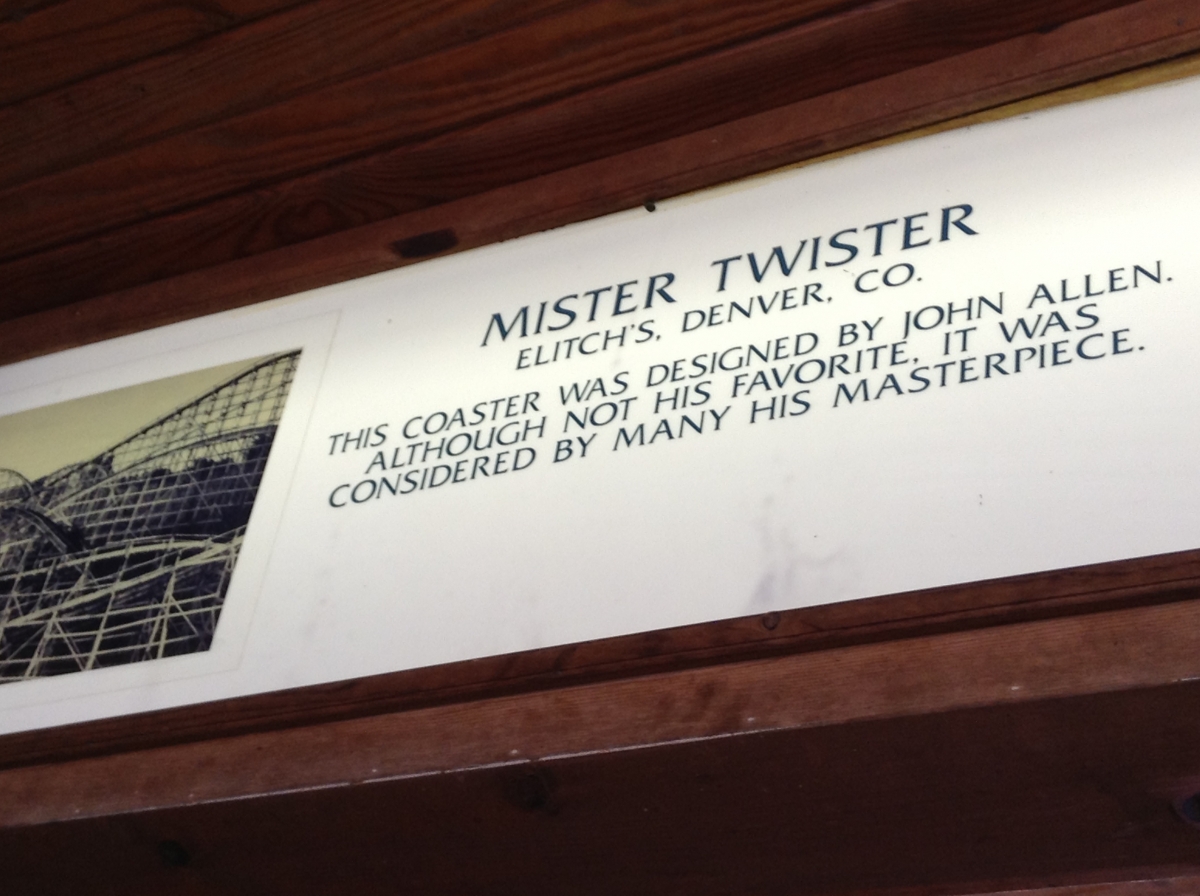 MISTER TWISTER
ELITCH'S, DENVER, CO.
THIS COASTER WAS DESIGNED BY JOHN ALLEN.
ALTHOUGH NOT HIS FAVORITE, IT WAS
CONSIDERED BY MANY HIS MASTERPIECE.